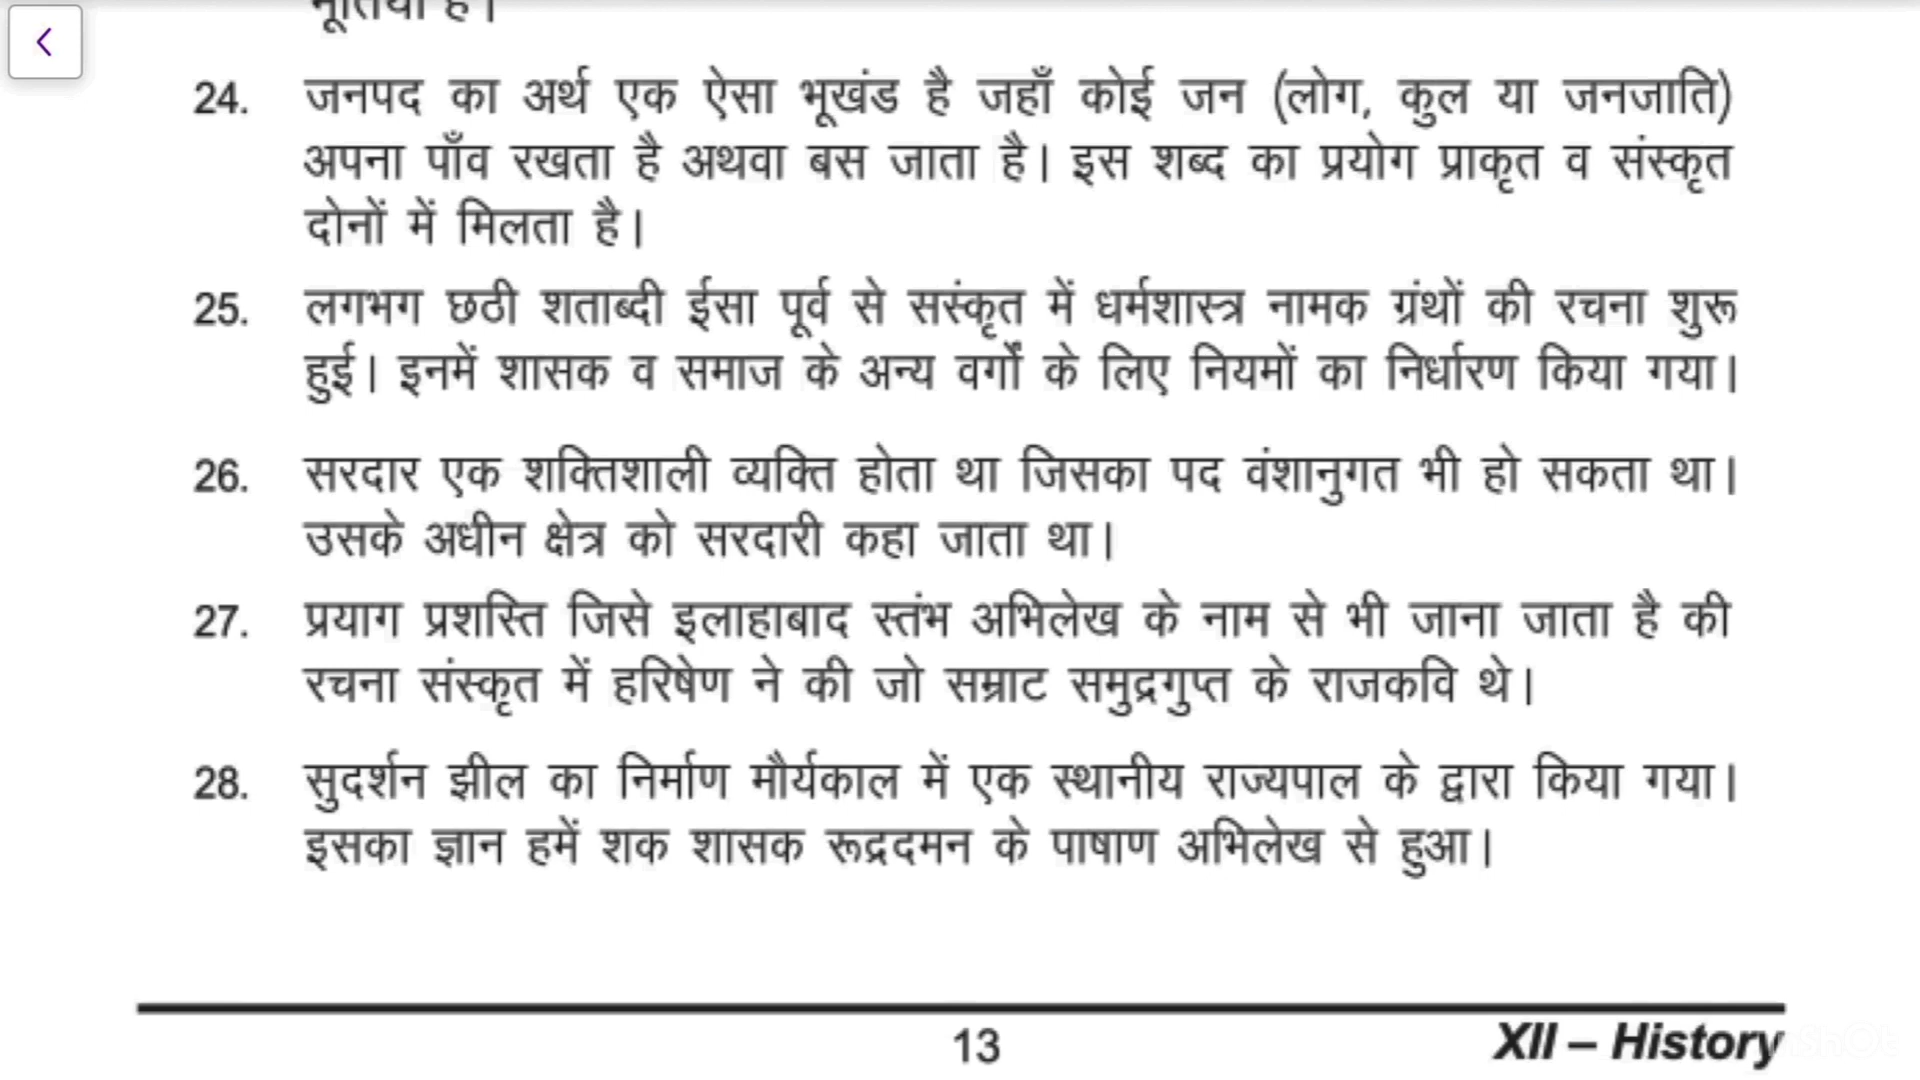 24. जनपद का अर्थ एक ऐसा भूखंड है जहाँ कोई जन (लोग, कुल या जनजाति)
अपना पाँव रखता है अथवा बस जाता है। इस शब्द का प्रयोग प्राकृत व संस्कृत
दोनों में मिलता है।
25. लगभग छठी शताब्दी ईसा पूर्व से सस्ंकृत में धर्मशास्त्र नामक ग्रंथों की रचना शुरू
हुई। इनमें शासक व समाज के अन्य वर्गों के लिए नियमों का निर्धारण किया गया।
26. सरदार एक शक्तिशाली व्यक्ति होता था जिसका पद वंशानुगत भी हो सकता था।
उसके अधीन क्षेत्र को सरदारी कहा जाता था।
27. प्रयाग प्रशस्ति जिसे इलाहाबाद स्तंभ अभिलेख के नाम से भी जाना जाता है की
रचना संस्कृत में हरिषेण ने की जो सम्राट समुद्रगुप्त के राजकवि थे।
28. सुदर्शन झील का निर्माण मौर्यकाल में एक स्थानीय राज्यपाल के द्वारा किया गया।
इसका ज्ञान हमें शक शासक रूद्रदमन के पाषाण अभिलेख से हुआ।
13
XII – History